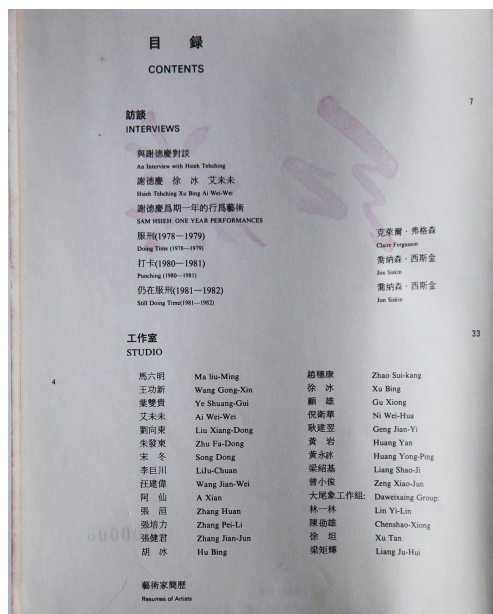 目 錄
CONTENTS
7
訪談
INTERVIEWS
與謝德慶對談
An Interview with Hsieh Tehching
謝德慶 徐 冰 艾未未
Hsieh Tehching Xu Bing Ai Wei-Wei
謝德慶爲期一年的行爲藝術
SAM HSIEH: ONE YEAR PERFORMANCES
服刑(1978－1979) 克萊爾·弗格森
Doing Time (1978—1979) Claire Fergusson
打卡(1980－1981) 喬納森·西斯金
Punching (1980—1981) Jon Siskin
仍在服刑(1981－1982) 喬納森·西斯金
Still Doing Time(1981—1982) Jon Siskin
33
工作室
STUDIO
4
馬六明 Ma liu-Ming 趙穗康 Zhao Sui-kang
王功新 Wang Gong-Xin 徐 冰 Xu Bing
葉雙貴 Ye Shuang-Gui 顧 雄 Gu Xiong
艾未未 Ai Wei-Wei 倪衛華 Ni Wei-Hua
劉向東 Liu Xiang-Dong 耿建翌 Geng Jian-Yi
朱發東 Zhu Fa-Dong 黃 岩 Huang Yan
宋 冬 Song Dong 黃永砯 Huang Yong-Ping
李巨川 LiJu-Chuan 梁紹基 Liang Shao-Ji
汪建偉 Wang Jian-Wei 曾小俊 Zeng Xiao-Jun
阿 仙 A Xian 大尾象工作組: Daweixaing Group:
張 洹 Zhang Huan 林一林 Lin Yi-Lin
張培力 Zhang Pei-Li 陳劭雄 Chenshao-Xiong
張健君 Zhang Jian-Jun 徐 坦 Xu Tan
胡 冰 Hu Bing 梁矩輝 Liang Ju-Hui
藝術家簡歷
Resumes of Artists